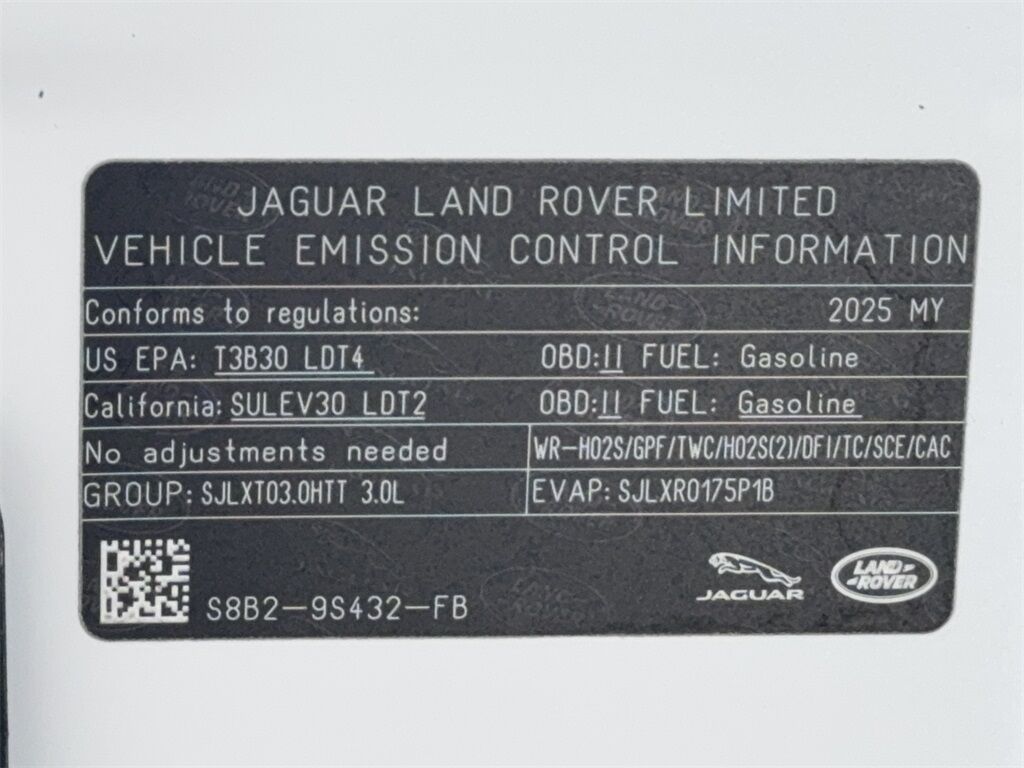 JAGUAR LAND ROVER LIMITED
VEHICLE EMISSION CONTROL INFORMATION
Conforms to regulations: 2025 MY
US EPA: T3B30 LDT4 OBD:II FUEL: Gasoline
California: SULEV30 LDT2 OBD:II FUEL: Gasoline
No adjustments needed WR-HO2S/GPF/TWC/HO2S(2)/DFI/TC/SCE/CAC
GROUP: SJLXT03.0HTT 3.0L EVAP: SJLXR0175P1B
S8B2-9S432-FB
JAGUAR
LAND ROVER